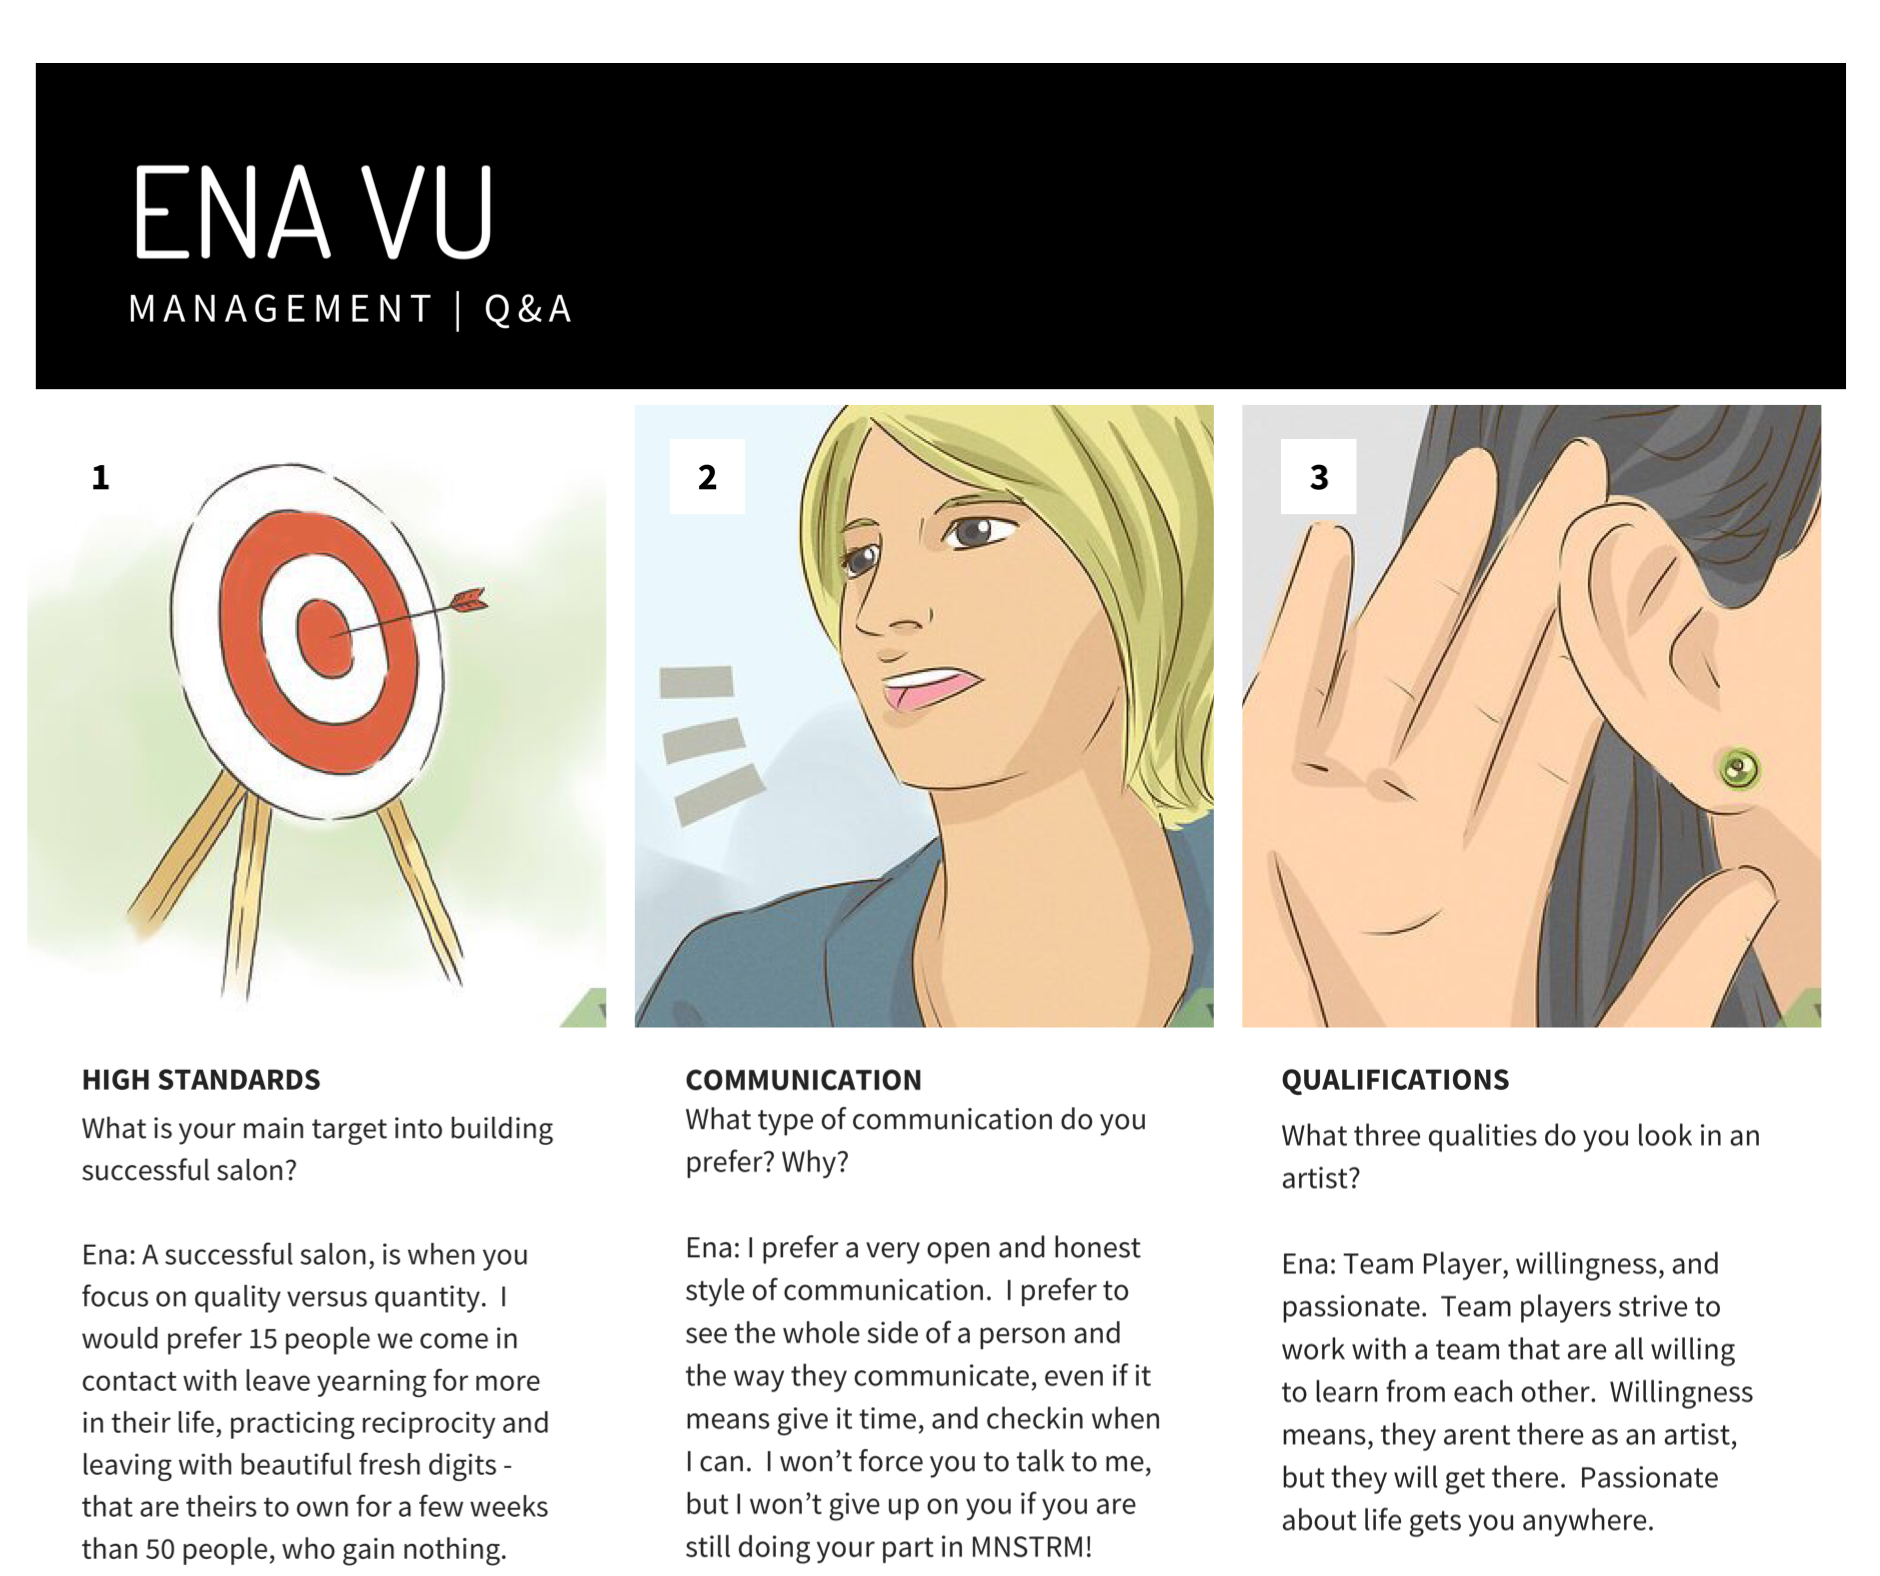 ENA VU
MANAGEMENT | Q&A
1
2
3
HIGH STANDARDS
What is your main target into building
successful salon?
Ena: A successful salon, is when you
focus on quality versus quantity.  I
would prefer 15 people we come in
contact with leave yearning for more
in their life, practicing reciprocity and
leaving with beautiful fresh digits -
that are theirs to own for a few weeks
than 50 people, who gain nothing.
COMMUNICATION
What type of communication do you
prefer? Why?
Ena: I prefer a very open and honest
style of communication.  I prefer to
see the whole side of a person and
the way they communicate, even if it
means give it time, and checkin when
I can.  I won’t force you to talk to me,
but I won’t give up on you if you are
still doing your part in MNSTRM!
QUALIFICATIONS
What three qualities do you look in an
artist?
Ena: Team Player, willingness, and
passionate.  Team players strive to
work with a team that are all willing
to learn from each other.  Willingness
means, they arent there as an artist,
but they will get there.  Passionate
about life gets you anywhere.